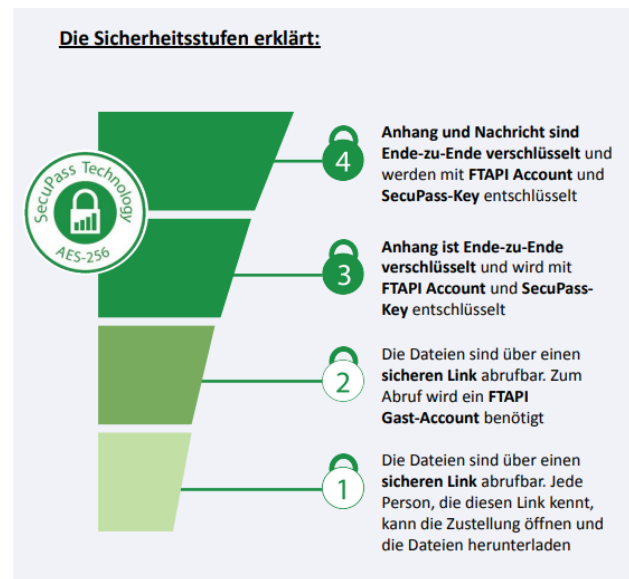 Die Sicherheitsstufen erklärt:
SecuPass Technology
AES-256
4
Anhang und Nachricht sind
Ende-zu-Ende verschlüsselt und
werden mit FTAPI Account und
SecuPass-Key entschlüsselt
3
Anhang ist Ende-zu-Ende
verschlüsselt und wird mit
FTAPI Account und SecuPass-
Key entschlüsselt
2
Die Dateien sind über einen
sicheren Link abrufbar. Zum
Abruf wird ein FTAPI
Gast-Account benötigt
1
Die Dateien sind über einen
sicheren Link abrufbar. Jede
Person, die diesen Link kennt,
kann die Zustellung öffnen und
die Dateien herunterladen